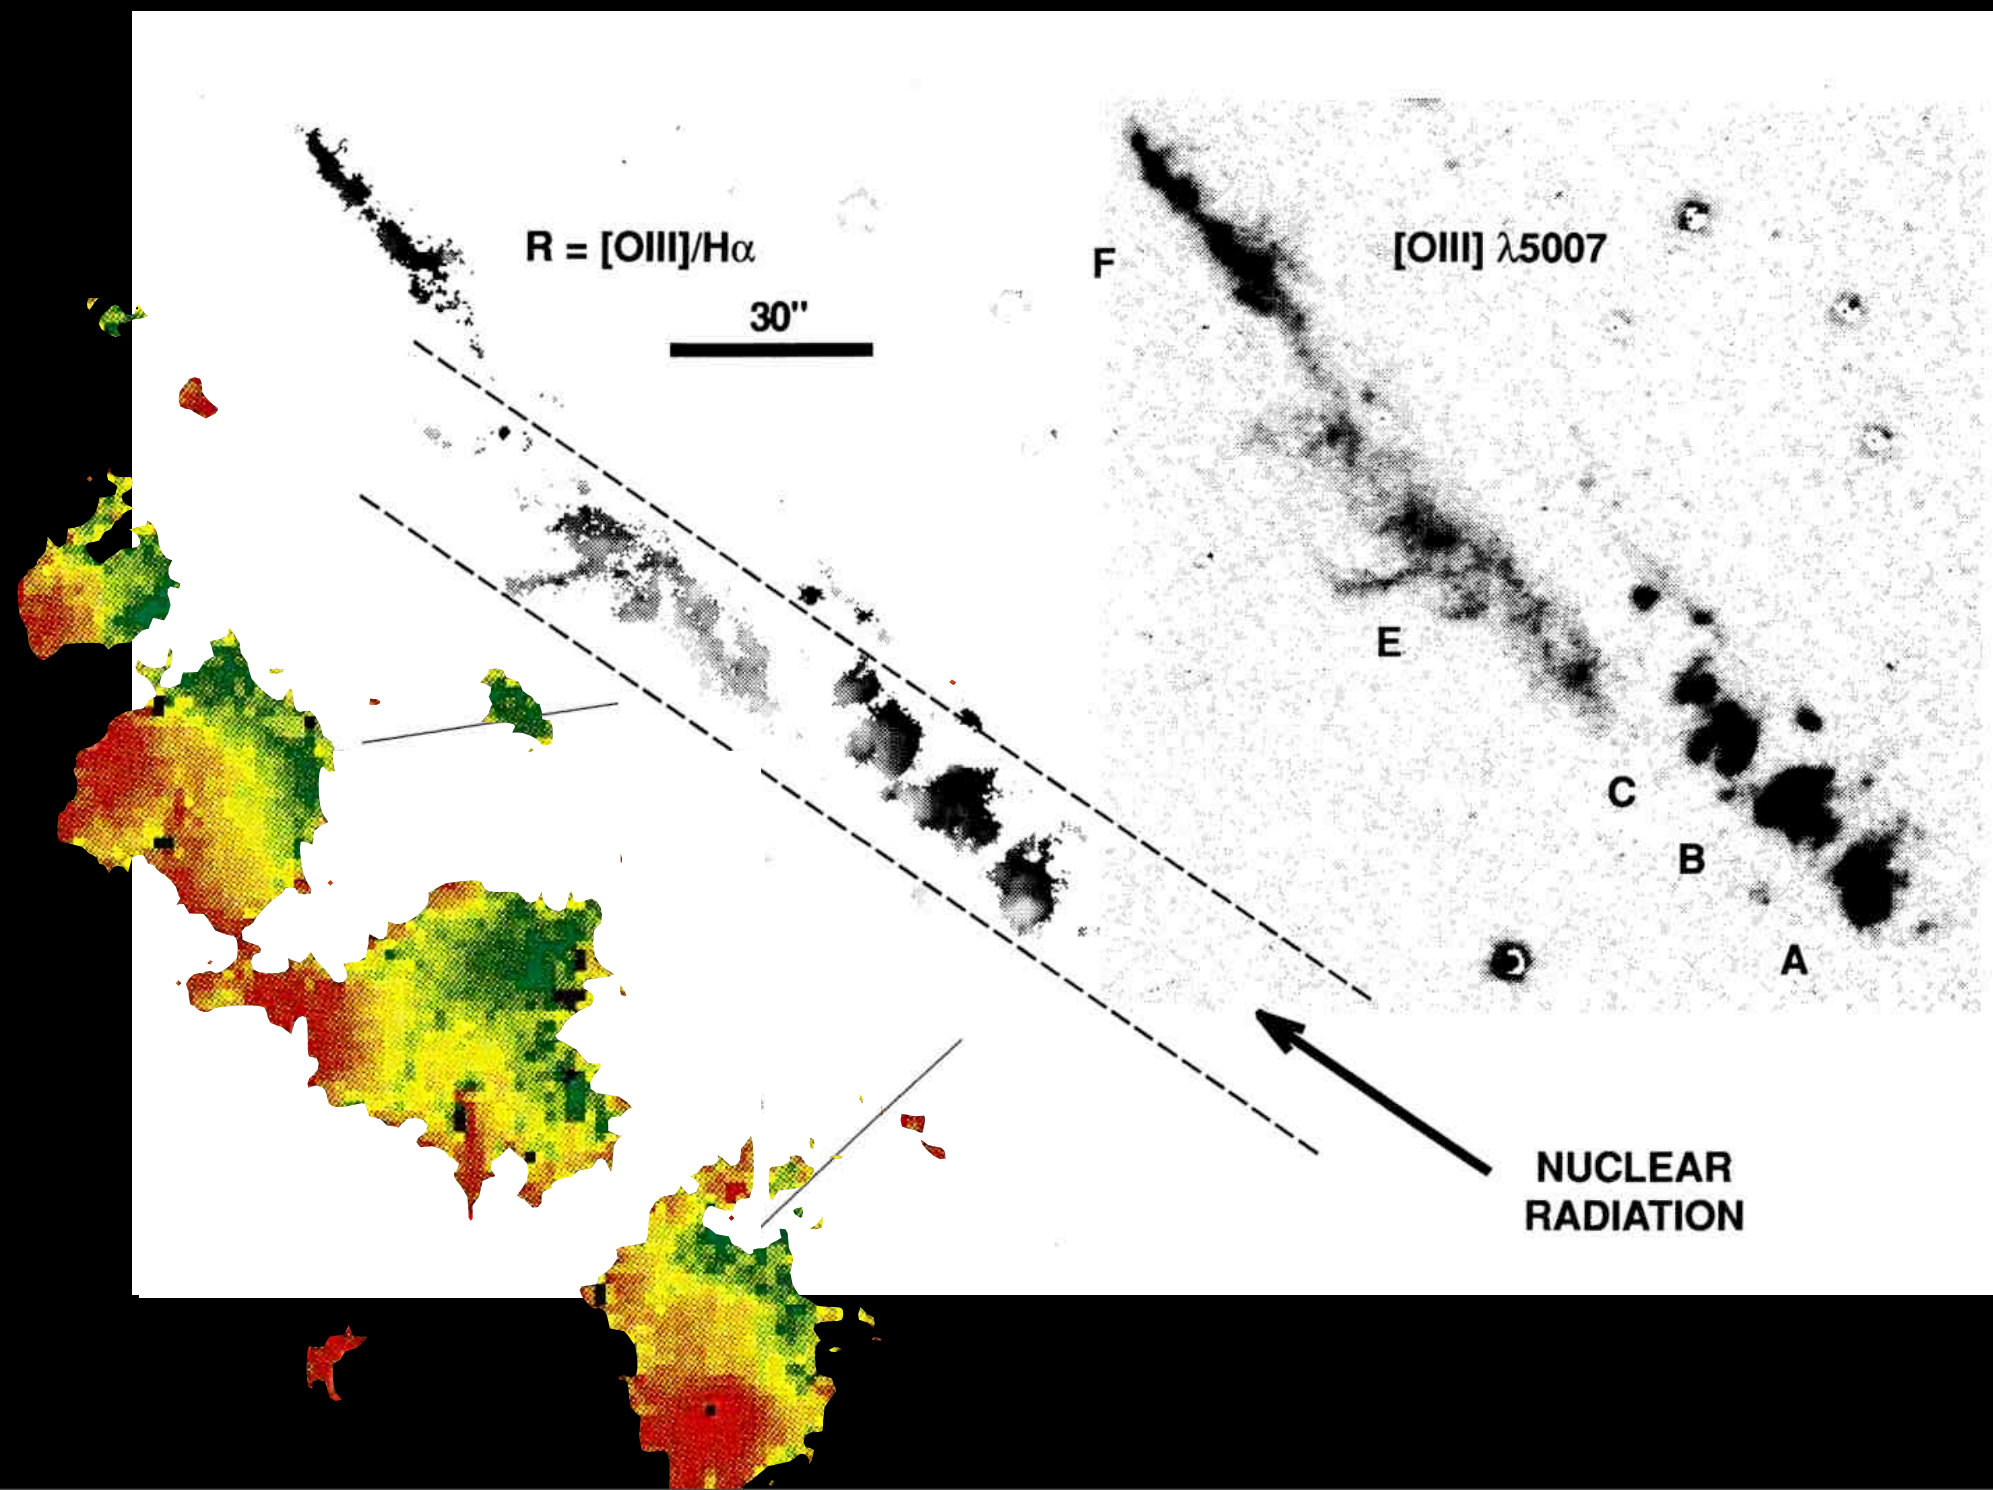 R = [OIII]/Hα
30"
[OIII] λ5007
F
E
C
B
A
NUCLEAR
RADIATION